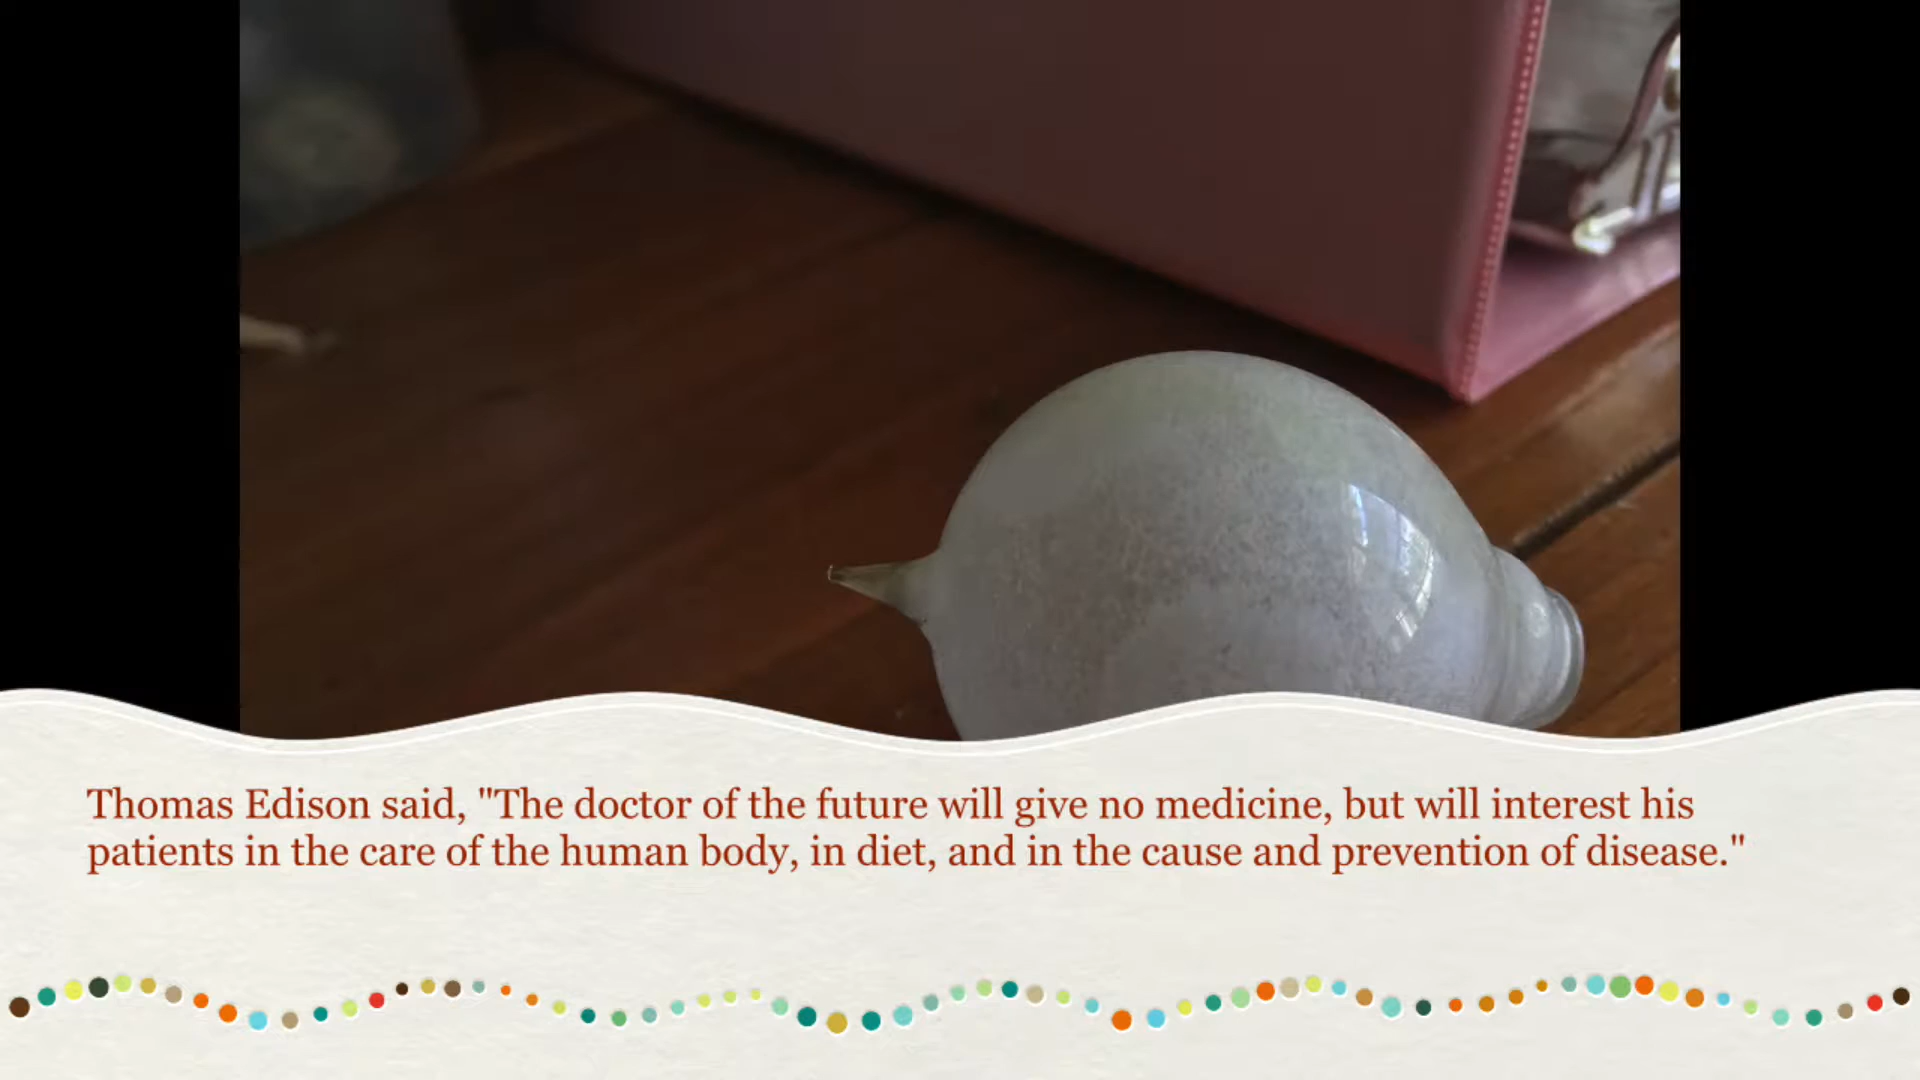 Thomas Edison said, "The doctor of the future will give no medicine, but will interest his
patients in the care of the human body, in diet, and in the cause and prevention of disease."